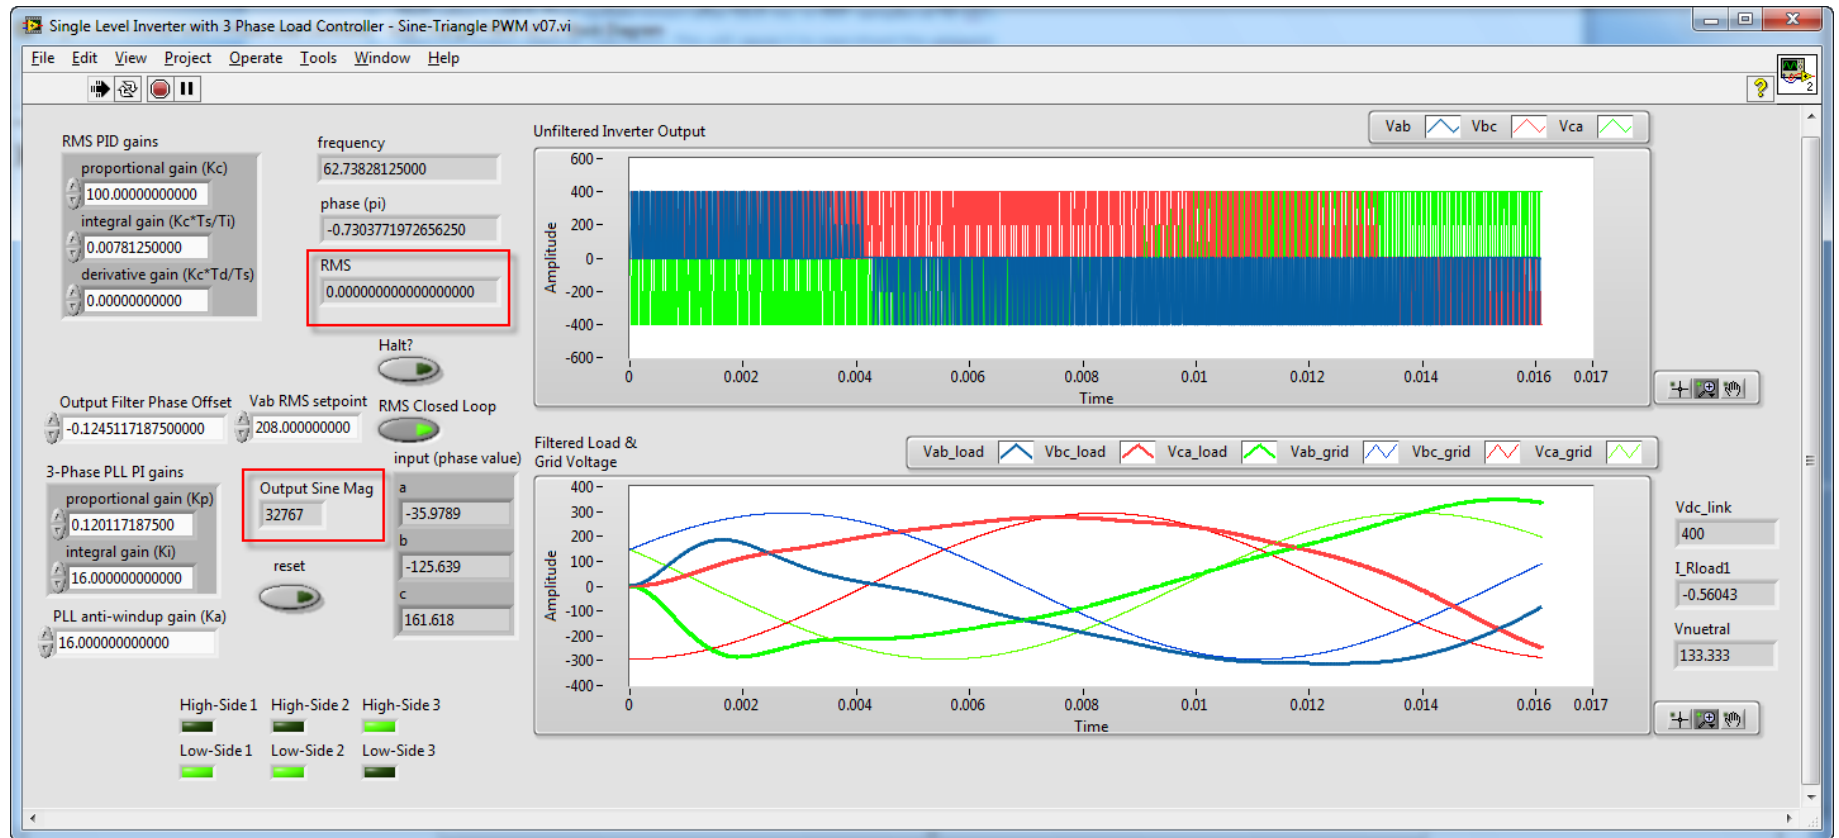 Single Level Inverter with 3 Phase Load Controller - Sine-Triangle PWM v07.vi
File Edit View Project Operate Tools Window Help
2
RMS PID gains
proportional gain (Kc)
100.00000000000
integral gain (Kc*Ts/Ti)
0.00781250000
derivative gain (Kc*Td/Ts)
0.00000000000
frequency
62.73828125000
phase (pi)
-0.7303771972656250
RMS
0.000000000000000000
Halt?
Output Filter Phase Offset
-0.1245117187500000
Vab RMS setpoint
208.000000000
RMS Closed Loop
3-Phase PLL PI gains
proportional gain (Kp)
0.120117187500
integral gain (Ki)
16.000000000000
PLL anti-windup gain (Ka)
16.000000000000
Output Sine Mag
32767
reset
input (phase value)
a
-35.9789
b
-125.639
c
161.618
High-Side 1 High-Side 2 High-Side 3
Low-Side 1 Low-Side 2 Low-Side 3
Unfiltered Inverter Output
Vab Vbc Vca
Amplitude
600
400
200
0
-200
-400
-600
0 0.002 0.004 0.006 0.008 0.01 0.012 0.014 0.016 0.017
Time
Filtered Load &
Grid Voltage
Vab_load Vbc_load Vca_load Vab_grid Vbc_grid Vca_grid
Amplitude
400
300
200
100
0
-100
-200
-300
-400
0 0.002 0.004 0.006 0.008 0.01 0.012 0.014 0.016 0.017
Time
Vdc_link
400
I_Rload1
-0.56043
Vnuetral
133.333